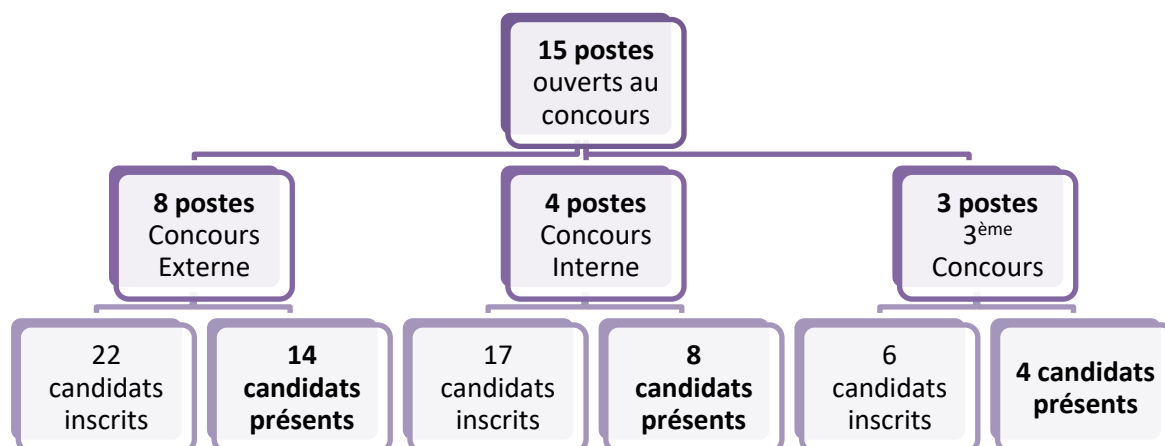 15 postes
ouverts au
concours
8 postes
Concours
Externe
4 postes
Concours
Interne
3 postes
3ème
Concours
22
candidats
inscrits
14
candidats
présents
17
candidats
inscrits
8
candidats
présents
6
candidats
inscrits
4 candidats
présents